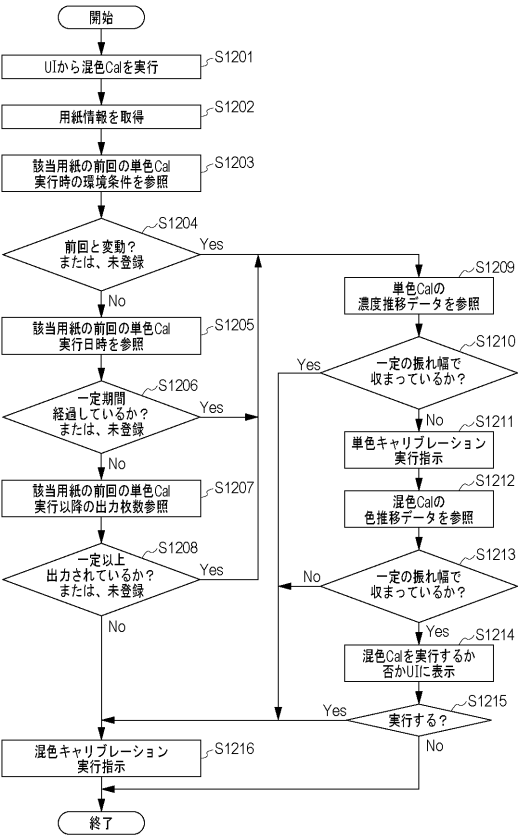 開始
UIから混色Calを実行
S1201
用紙情報を取得
S1202
該当用紙の前回の単色Cal
実行時の環境条件を参照
S1203
前回と変動?
または、未登録
S1204
Yes
No
該当用紙の前回の単色Cal
実行日時を参照
S1205
一定期間
経過しているか?
または、未登録
S1206
Yes
No
該当用紙の前回の単色Cal
実行以降の出力枚数参照
S1207
一定以上
出力されているか?
または、未登録
S1208
Yes
No
単色Calの
濃度推移データを参照
S1209
一定の振れ幅で
収まっているか?
S1210
Yes
No
単色キャリブレーション
実行指示
S1211
混色Calの
色推移データを参照
S1212
一定の振れ幅で
収まっているか?
S1213
No
Yes
混色Calを実行するか
否かUIに表示
S1214
実行する?
S1215
Yes
No
混色キャリブレーション
実行指示
S1216
終了